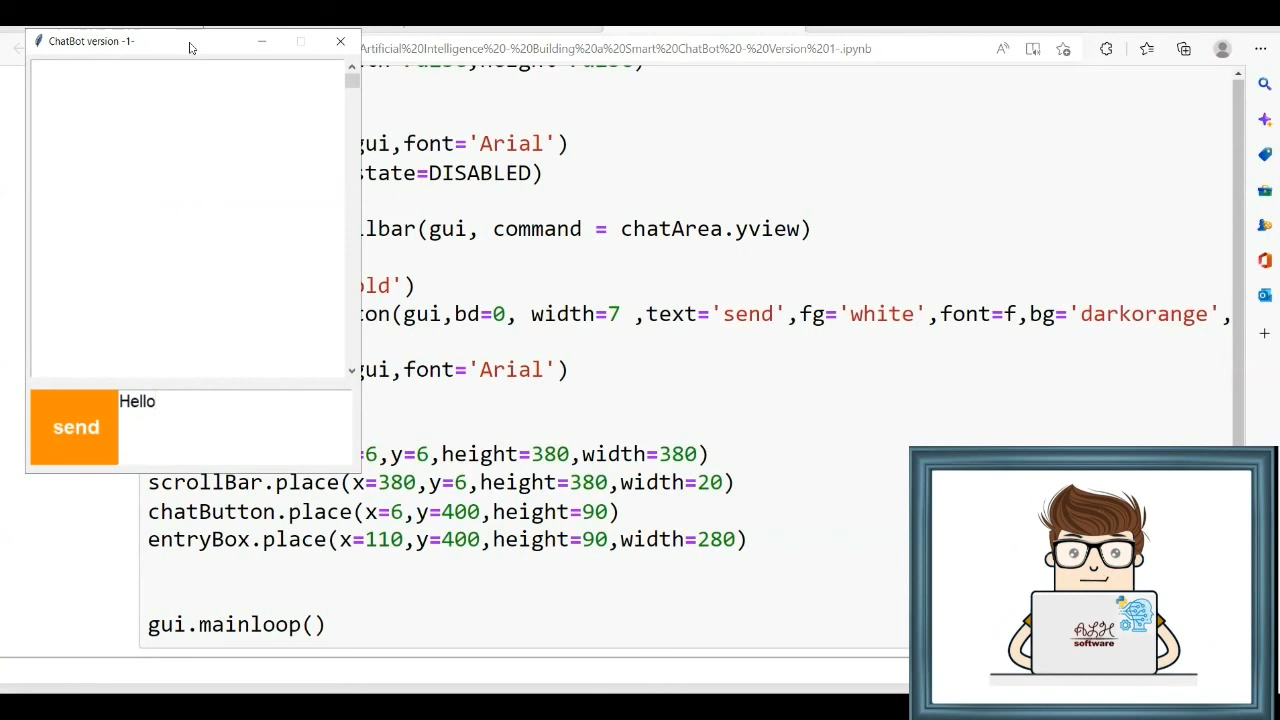 ChatBot version -1-
Artificial%20Intelligence%20-%20Building%20a%20Smart%20ChatBot%20-%20Version%201-.ipynb
gui,font='Arial')
state=DISABLED)
llbar(gui, command = chatArea.yview)
old')
ton(gui,bd=0, width=7 ,text='send',fg='white',font=f,bg='darkorange',
gui,font='Arial')
Hello
send
=6,y=6,height=380,width=380)
scrollBar.place(x=380,y=6,height=380,width=20)
chatButton.place(x=6,y=400,height=90)
entryBox.place(x=110,y=400,height=90,width=280)
gui.mainloop()
ALH
software